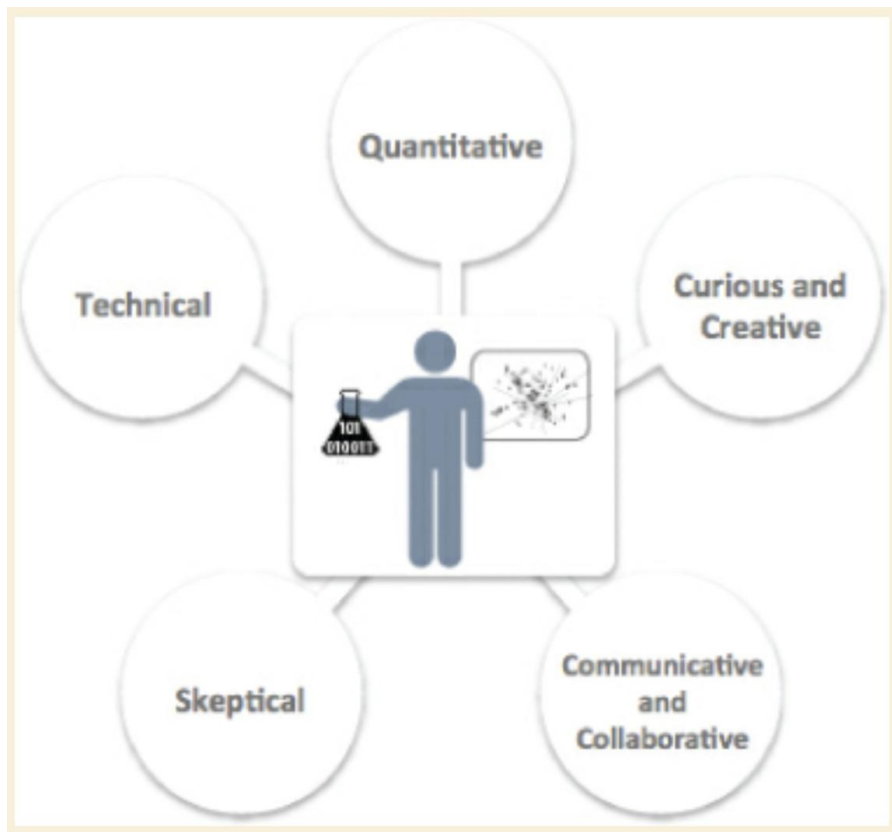 Quantitative
Technical
Curious and
Creative
101
010011
Skeptical
Communicative
and
Collaborative